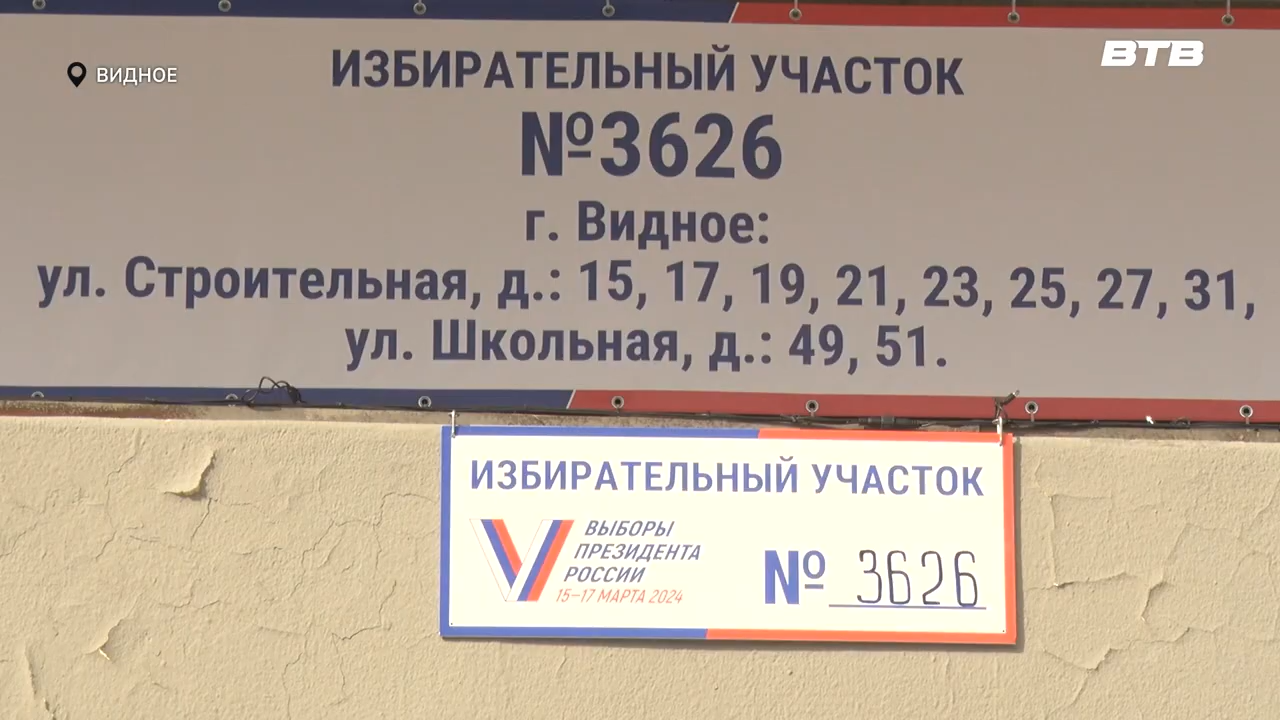 ВИДНОЕ
ВТВ
ИЗБИРАТЕЛЬНЫЙ УЧАСТОК
№3626
г. Видное:
ул. Строительная, д.: 15, 17, 19, 21, 23, 25, 27, 31,
ул. Школьная, д.: 49, 51.
ИЗБИРАТЕЛЬНЫЙ УЧАСТОК
ВЫБОРЫ
ПРЕЗИДЕНТА
РОССИИ
15–17 МАРТА 2024
№ 3626